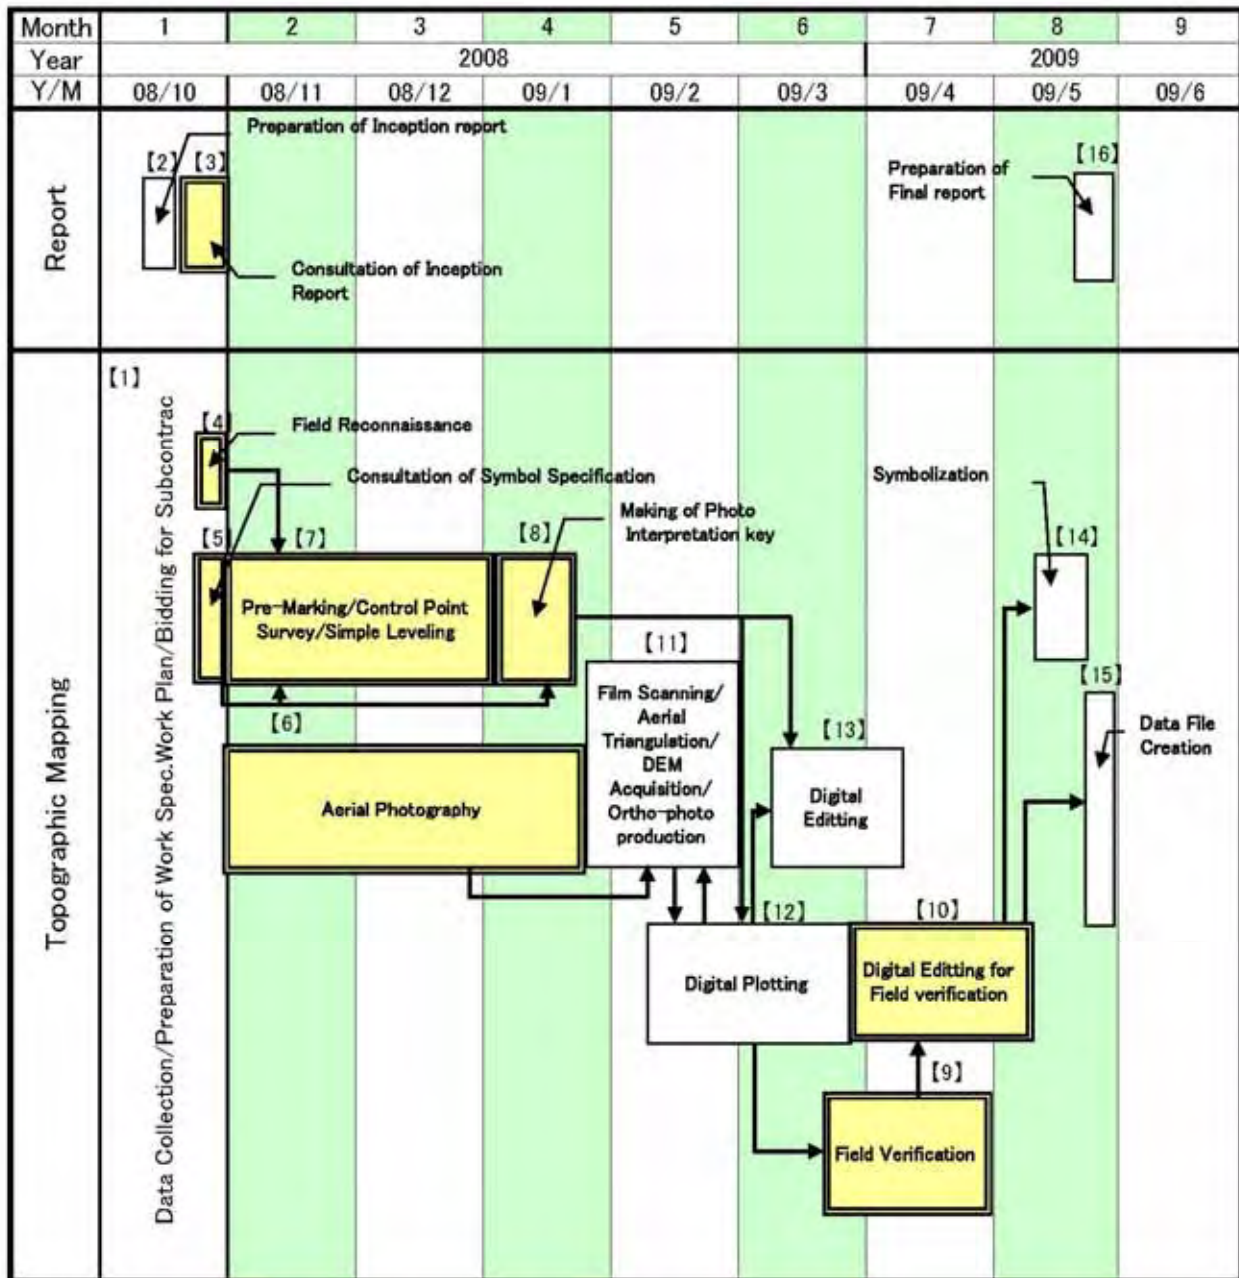 Month 1 2 3 4 5 6 7 8 9
Year 2008 2009
Y/M 08/10 08/11 08/12 09/1 09/2 09/3 09/4 09/5 09/6
Report
Preparation of Inception report
【2】 【3】
Consultation of Inception
Report
【16】
Preparation of
Final report
Topographic Mapping
【1】
Data Collection/Preparation of Work Spec.Work Plan/Bidding for Subcontrac
【4】
Field Reconnaissance
Consultation of Symbol Specification
Symbolization
【5】
【7】
【8】
Making of Photo
Interpretation key
【14】
Pre-Marking/Control Point
Survey/Simple Leveling
【11】
Film Scanning/
Aerial
Triangulation/
DEM
Acquisition/
Ortho-photo
production
【15】
Data File
Creation
【6】
Aerial Photography
【13】
Digital
Editting
【12】
Digital Plotting
【10】
Digital Editting for
Field verification
【9】
Field Verification